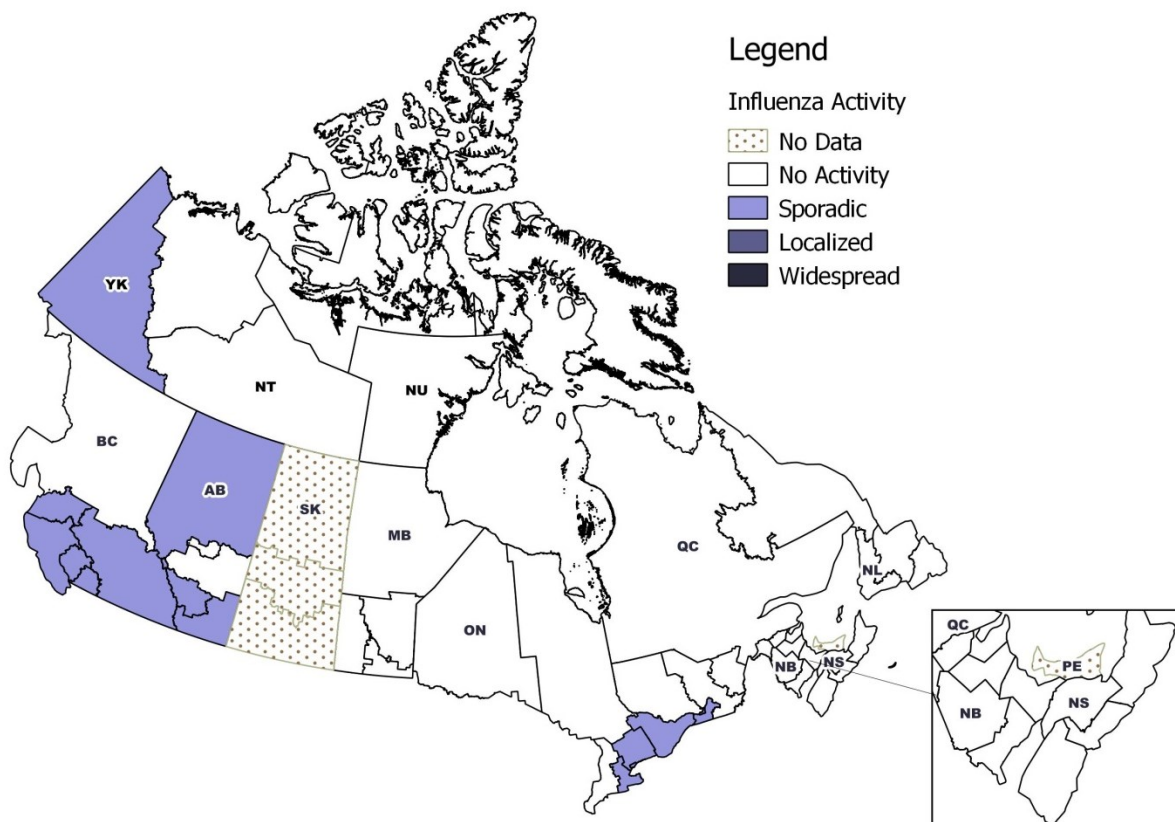 Legend
Influenza Activity
No Data
No Activity
Sporadic
Localized
Widespread
YK
NT
NU
BC
AB
SK
MB
QC
NL
ON
NB
NS
QC
PE
NB
NS